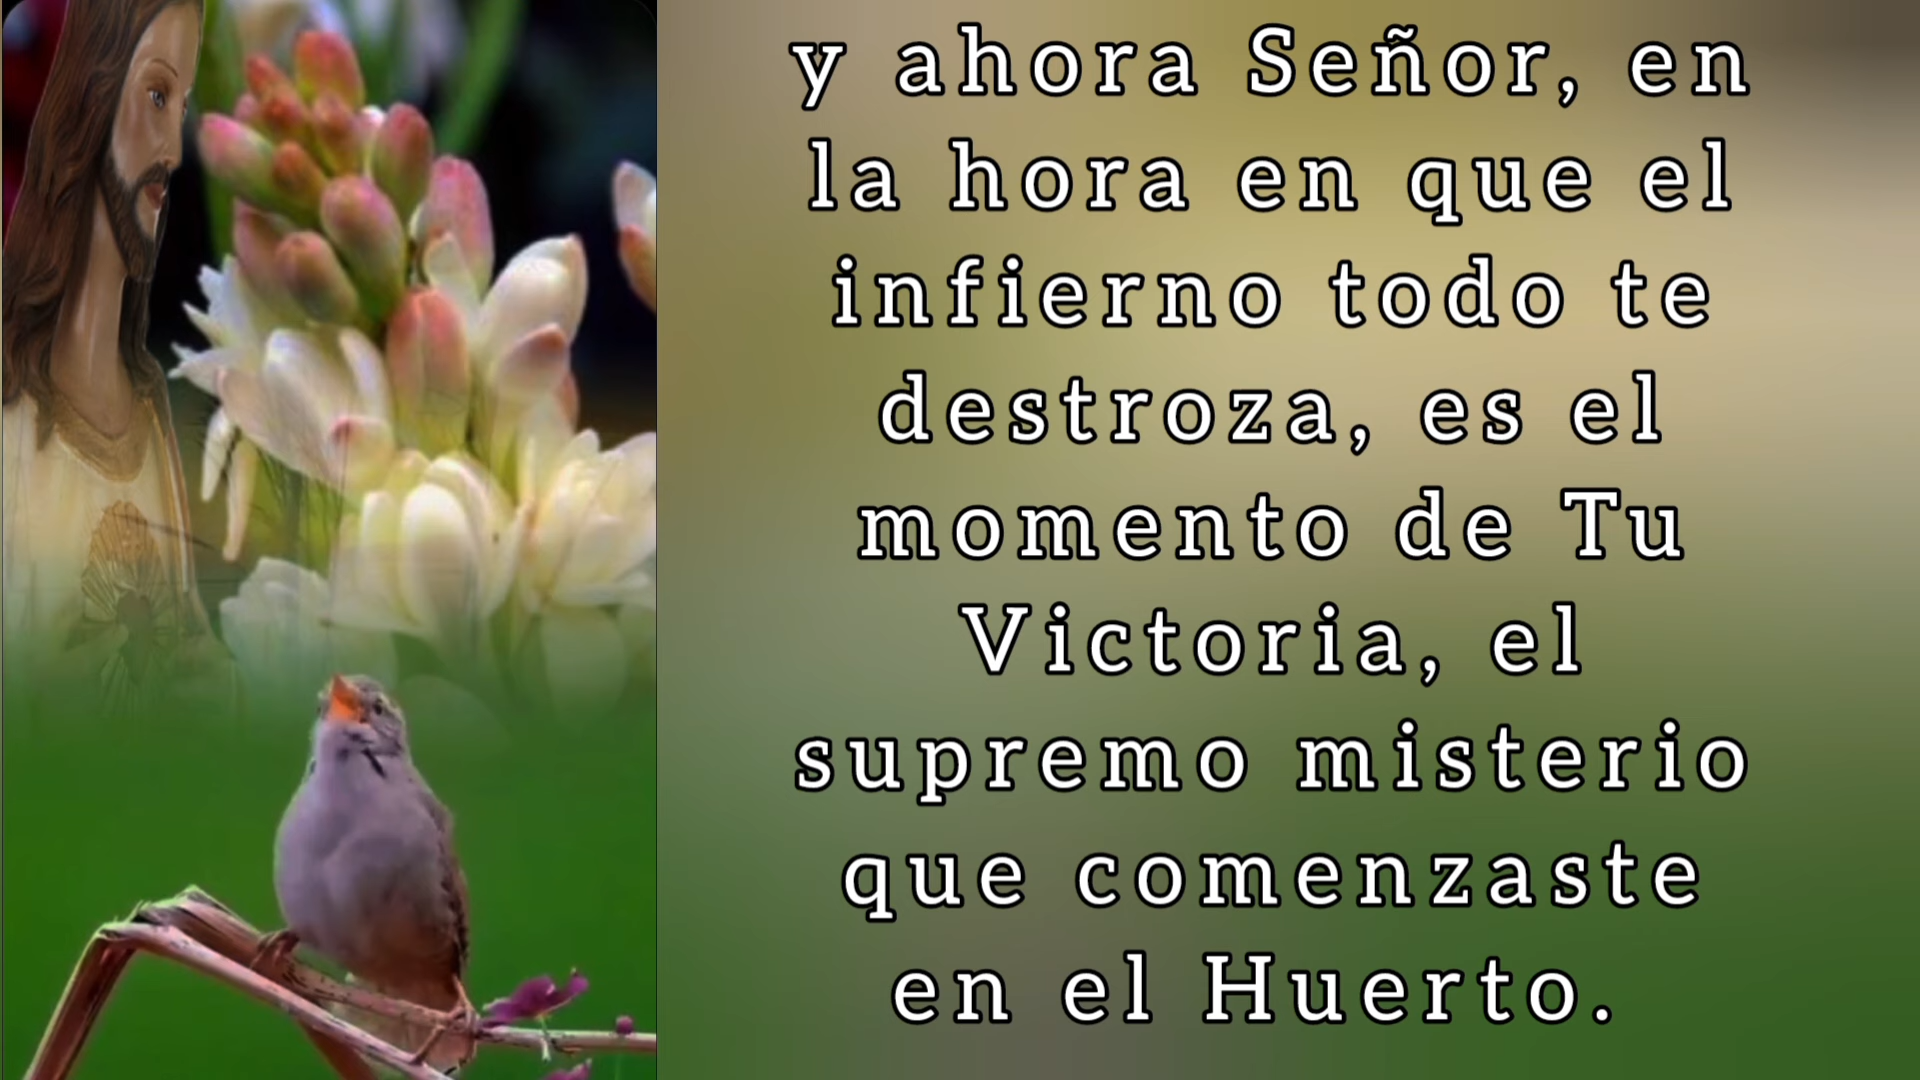 y ahora Señor, en
la hora en que el
infierno todo te
destroza, es el
momento de Tu
Victoria, el
supremo misterio
que comenzaste
en el Huerto.